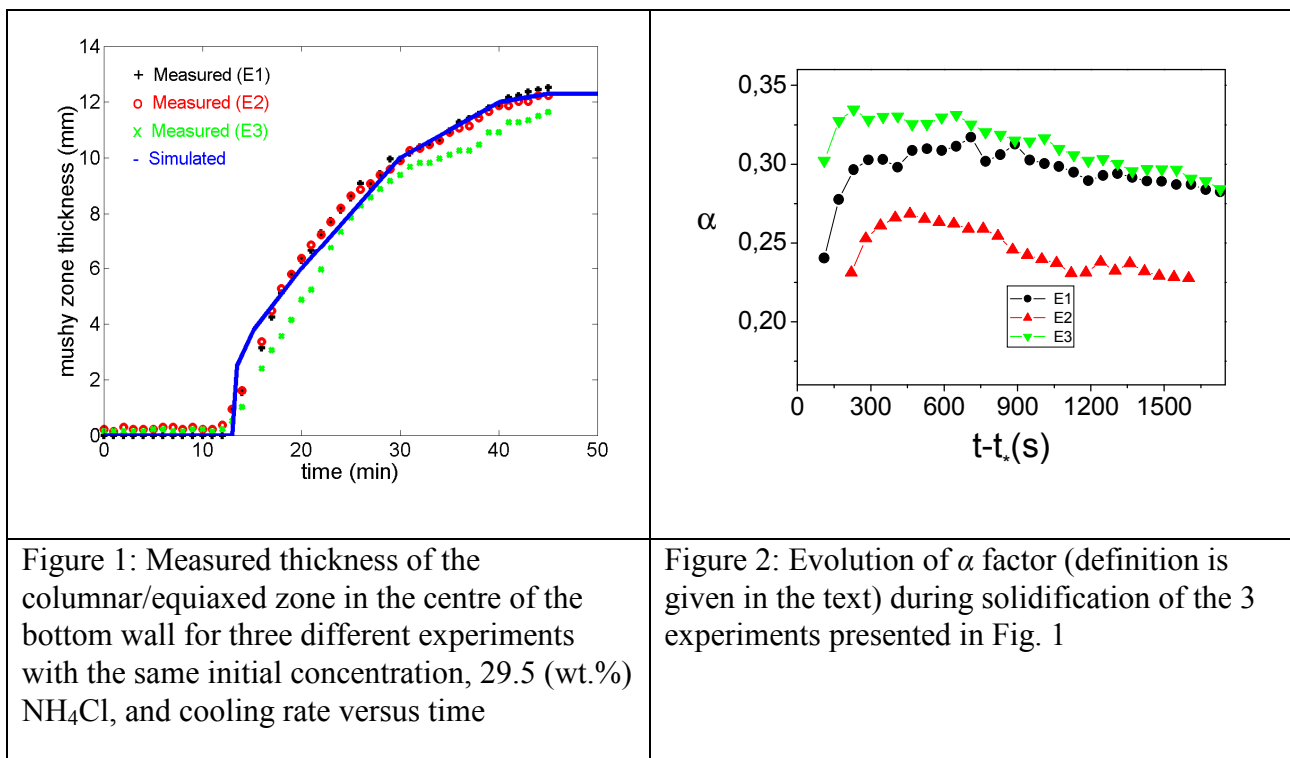 14
12
10
8
6
4
2
0
+ Measured (E1)
o Measured (E2)
x Measured (E3)
- Simulated
mushy zone thickness (mm)
0 10 20 30 40 50
time (min)
0,35
0,30
0,25
0,20
α
E1
E2
E3
0 300 600 900 1200 1500
t-t*(s)
Figure 1: Measured thickness of the
columnar/equiaxed zone in the centre of the
bottom wall for three different experiments
with the same initial concentration, 29.5 (wt.%)
NH₄Cl, and cooling rate versus time
Figure 2: Evolution of α factor (definition is
given in the text) during solidification of the 3
experiments presented in Fig. 1